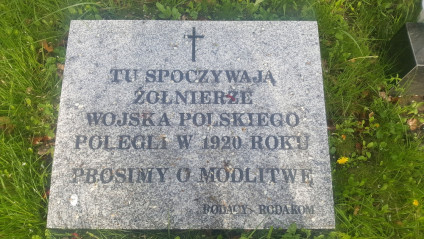 TU SPOCZYWAJĄ
ŻOŁNIERZE
WOJSKA POLSKIEGO
POLEGLI W 1920 ROKU
PROSIMY O MODLITWĘ
RODACY - RODAKOM